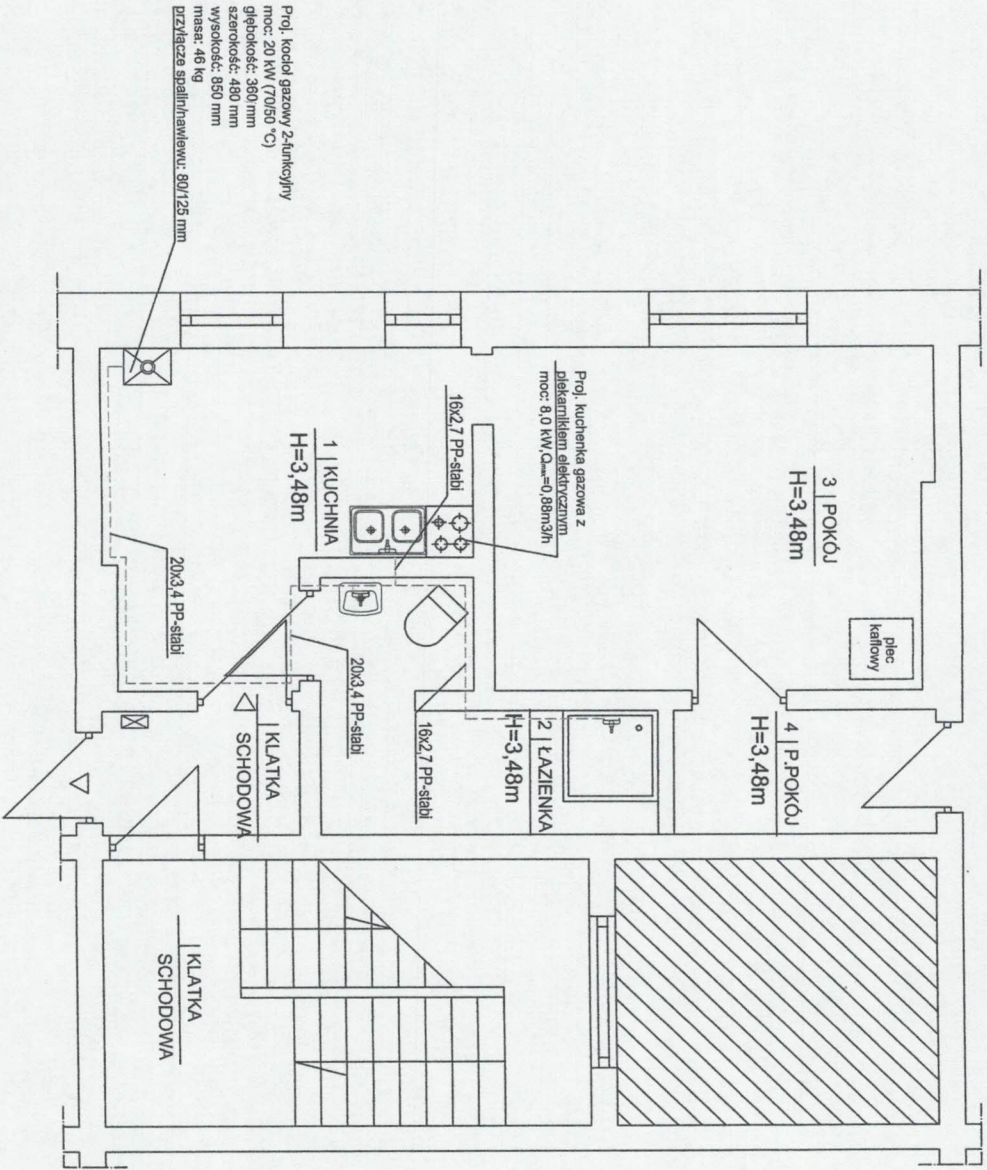 Proj. kocioł gazowy 2-funkcyjny
moc: 20 kW (70/50 °C)
głębokość: 360 mm
szerokość: 480 mm
wysokość: 850 mm
masa: 46 kg
przyłącze spalin/nawiewu: 80/125 mm
Proj. kuchenka gazowa z
piekarnikiem elektrycznym
moc: 8,0 kW,Qmax=0,88m3/h
16x2,7 PP-stabi
1 | KUCHNIA
H=3,48m
3 | POKÓJ
H=3,48m
piec
kaflowy
20x3,4 PP-stabi
20x3,4 PP-stabi
16x2,7 PP-stabi
2 | ŁAZIENKA
H=3,48m
4 | P.POKÓJ
H=3,48m
| KLATKA
SCHODOWA
| KLATKA
SCHODOWA